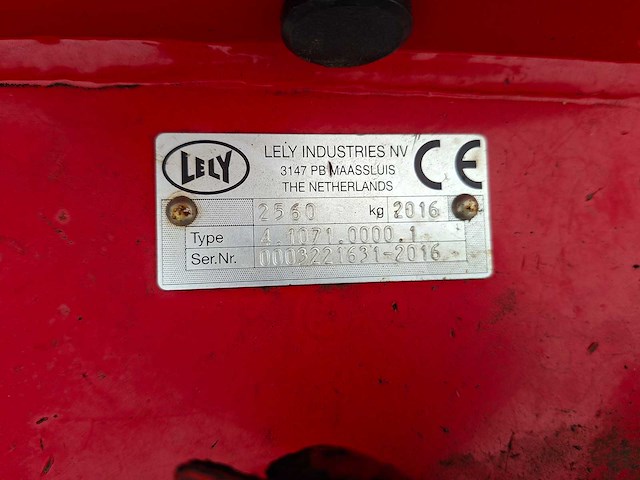 LELY
LELY INDUSTRIES NV
3147 PB MAASSLUIS
THE NETHERLANDS
CE
2560 kg 2016
Type 4.1071.0000.1
Ser.Nr. 0003221631-2016